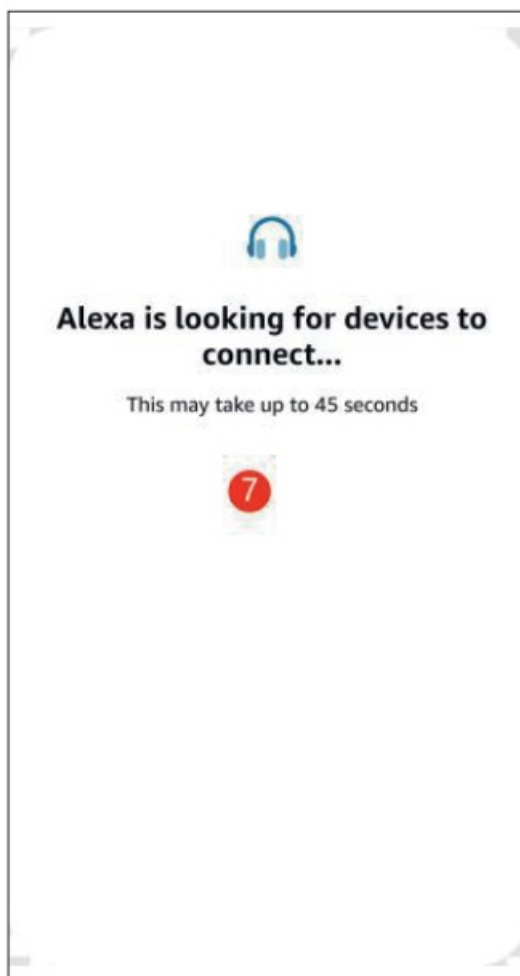 Alexa is looking for devices to
connect...
This may take up to 45 seconds
7